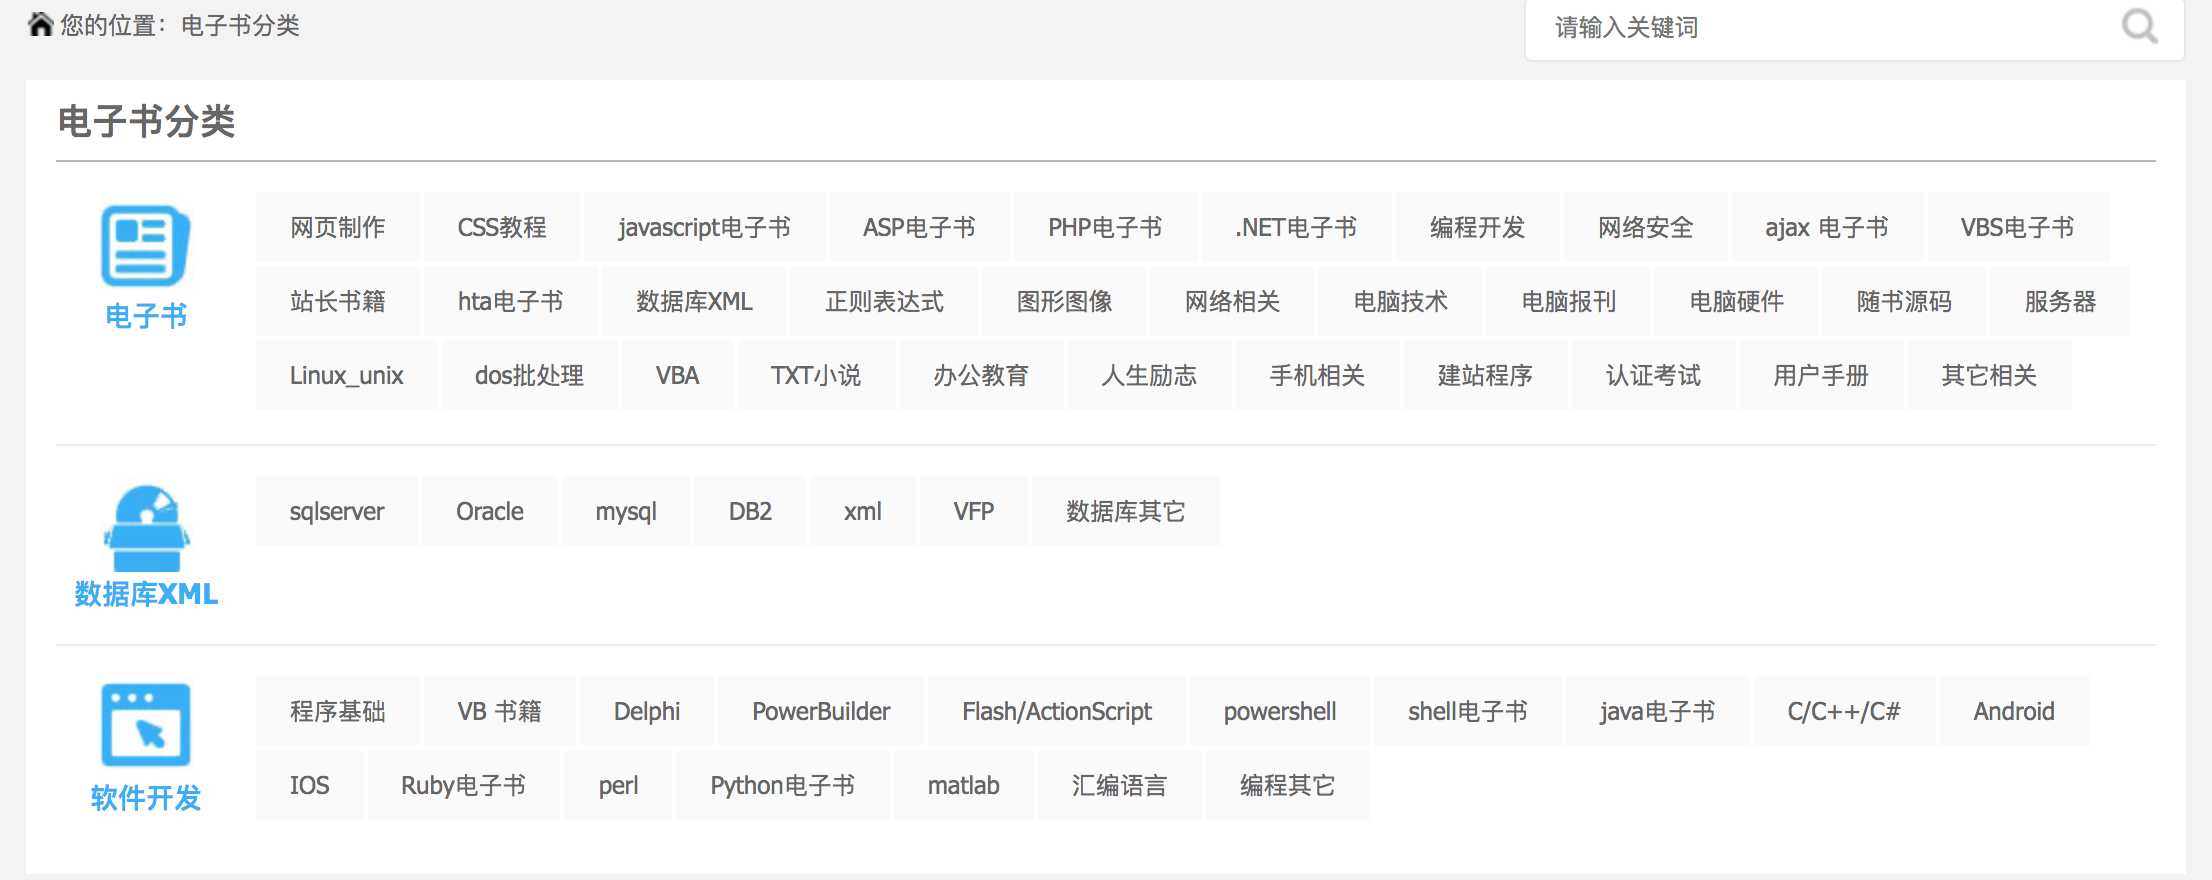 您的位置：电子书分类
请输入关键词
电子书分类
网页制作 CSS教程 javascript电子书 ASP电子书 PHP电子书 .NET电子书 编程开发 网络安全 ajax 电子书 VBS电子书
站长书籍 hta电子书 数据库XML 正则表达式 图形图像 网络相关 电脑技术 电脑报刊 电脑硬件 随书源码 服务器
电子书
Linux_unix dos批处理 VBA TXT小说 办公教育 人生励志 手机相关 建站程序 认证考试 用户手册 其它相关
sqlserver Oracle mysql DB2 xml VFP 数据库其它
数据库XML
程序基础 VB 书籍 Delphi PowerBuilder Flash/ActionScript powershell shell电子书 java电子书 C/C++/C# Android
IOS Ruby电子书 perl Python电子书 matlab 汇编语言 编程其它
软件开发